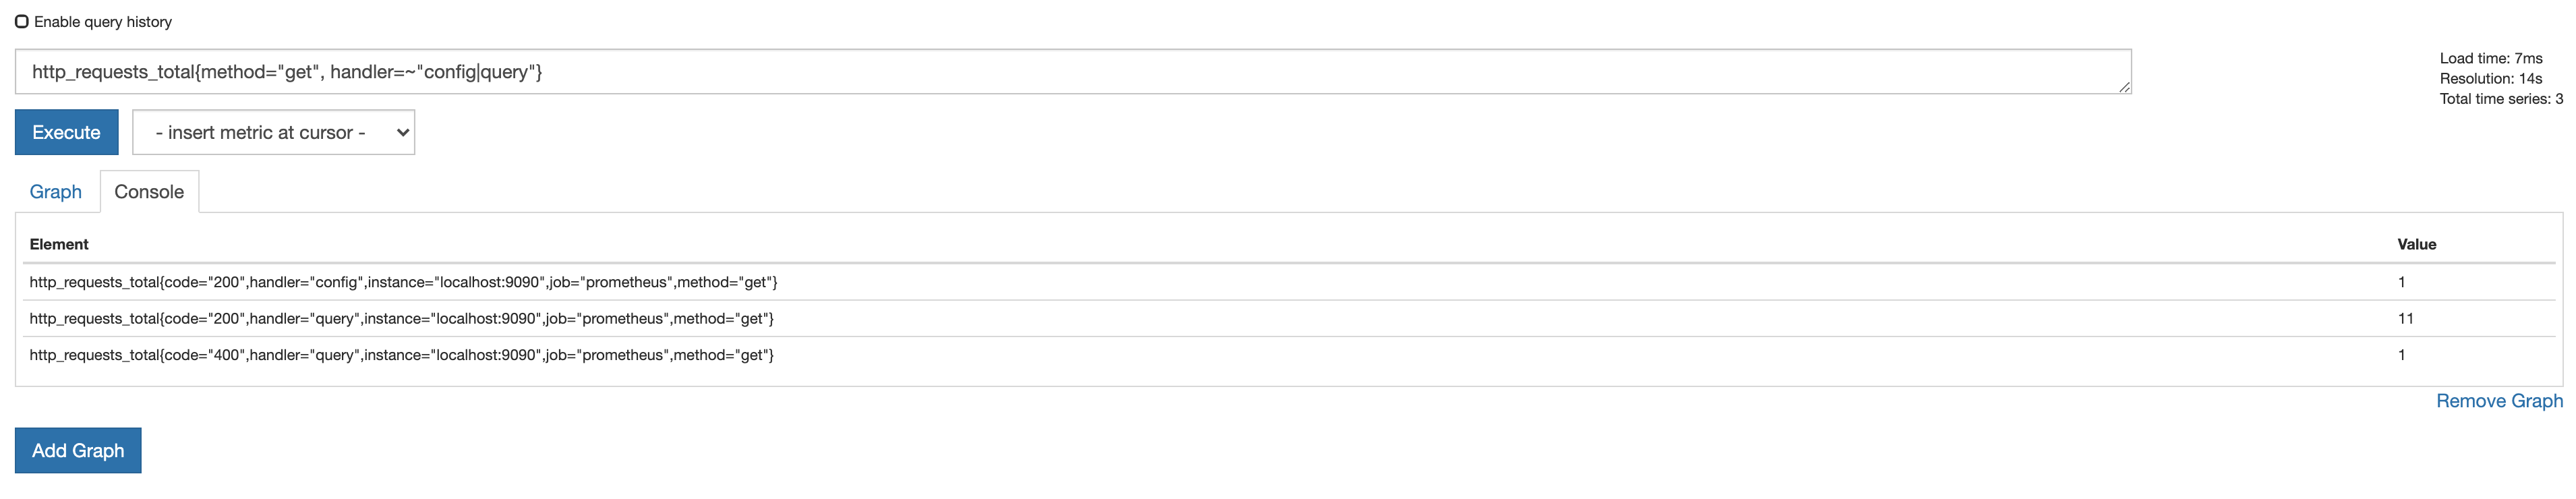 Enable query history
http_requests_total{method="get", handler=~"config|query"}
Load time: 7ms
Resolution: 14s
Total time series: 3
Execute
- insert metric at cursor -
Graph
Console
Element
Value
http_requests_total{code="200",handler="config",instance="localhost:9090",job="prometheus",method="get"} 1
http_requests_total{code="200",handler="query",instance="localhost:9090",job="prometheus",method="get"} 11
http_requests_total{code="400",handler="query",instance="localhost:9090",job="prometheus",method="get"} 1
Remove Graph
Add Graph